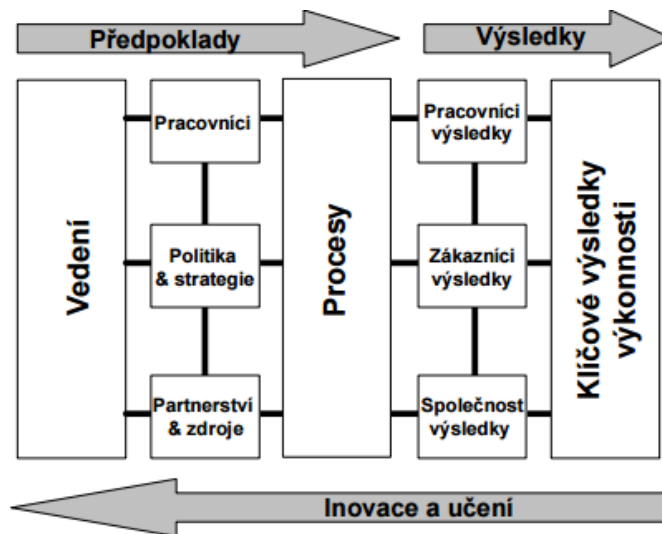 Předpoklady
Výsledky
Vedení
Pracovníci
Politika
& strategie
Partnerství
& zdroje
Procesy
Pracovníci
výsledky
Zákazníci
výsledky
Společnost
výsledky
Klíčové výsledky
výkonnosti
Inovace a učení